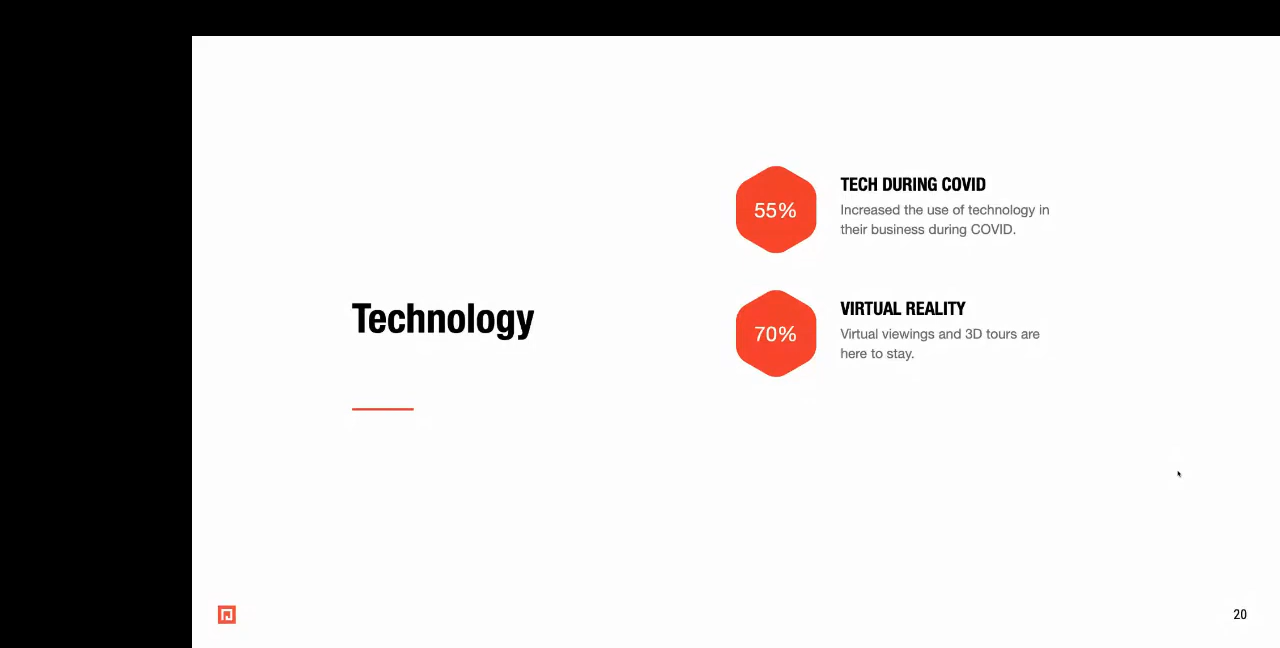 Technology
55%
TECH DURING COVID
Increased the use of technology in
their business during COVID.
70%
VIRTUAL REALITY
Virtual viewings and 3D tours are
here to stay.
20